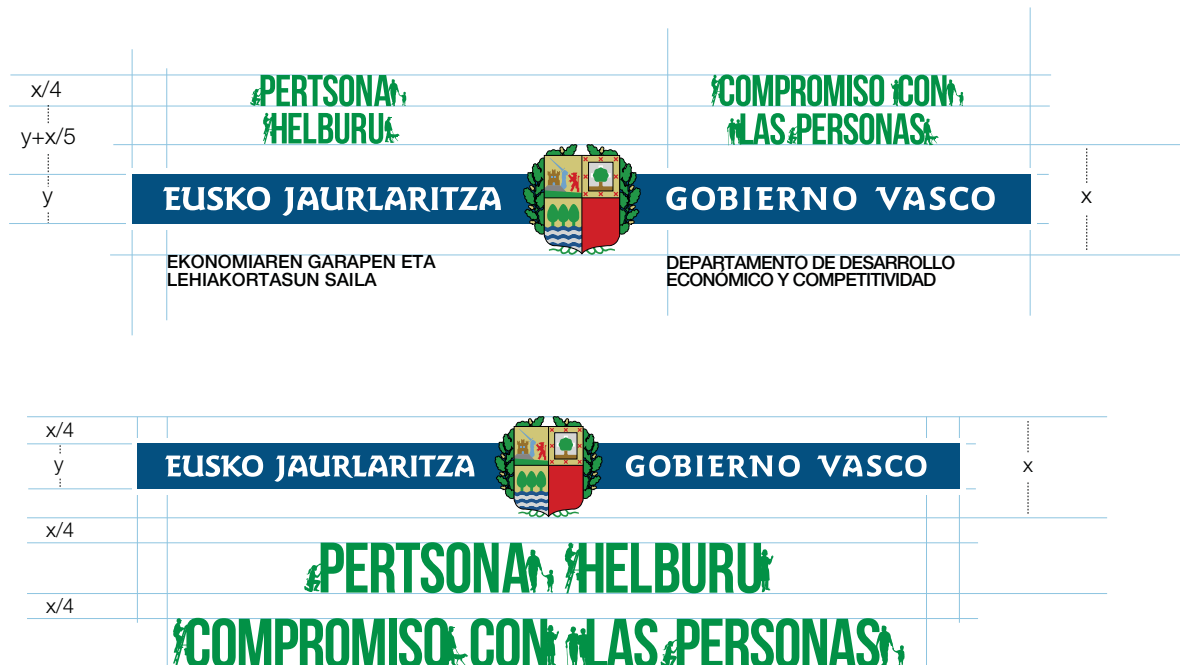 x/4
PERTSONA
COMPROMISO CON
y+x/5
HELBURU
LAS PERSONAS
y
EUSKO JAURLARITZA
GOBIERNO VASCO
x
EKONOMIAREN GARAPEN ETA
LEHIAKORTASUN SAILA
DEPARTAMENTO DE DESARROLLO
ECONÓMICO Y COMPETITIVIDAD
x/4
y
EUSKO JAURLARITZA
GOBIERNO VASCO
x
x/4
PERTSONA HELBURU
x/4
COMPROMISO CON LAS PERSONAS